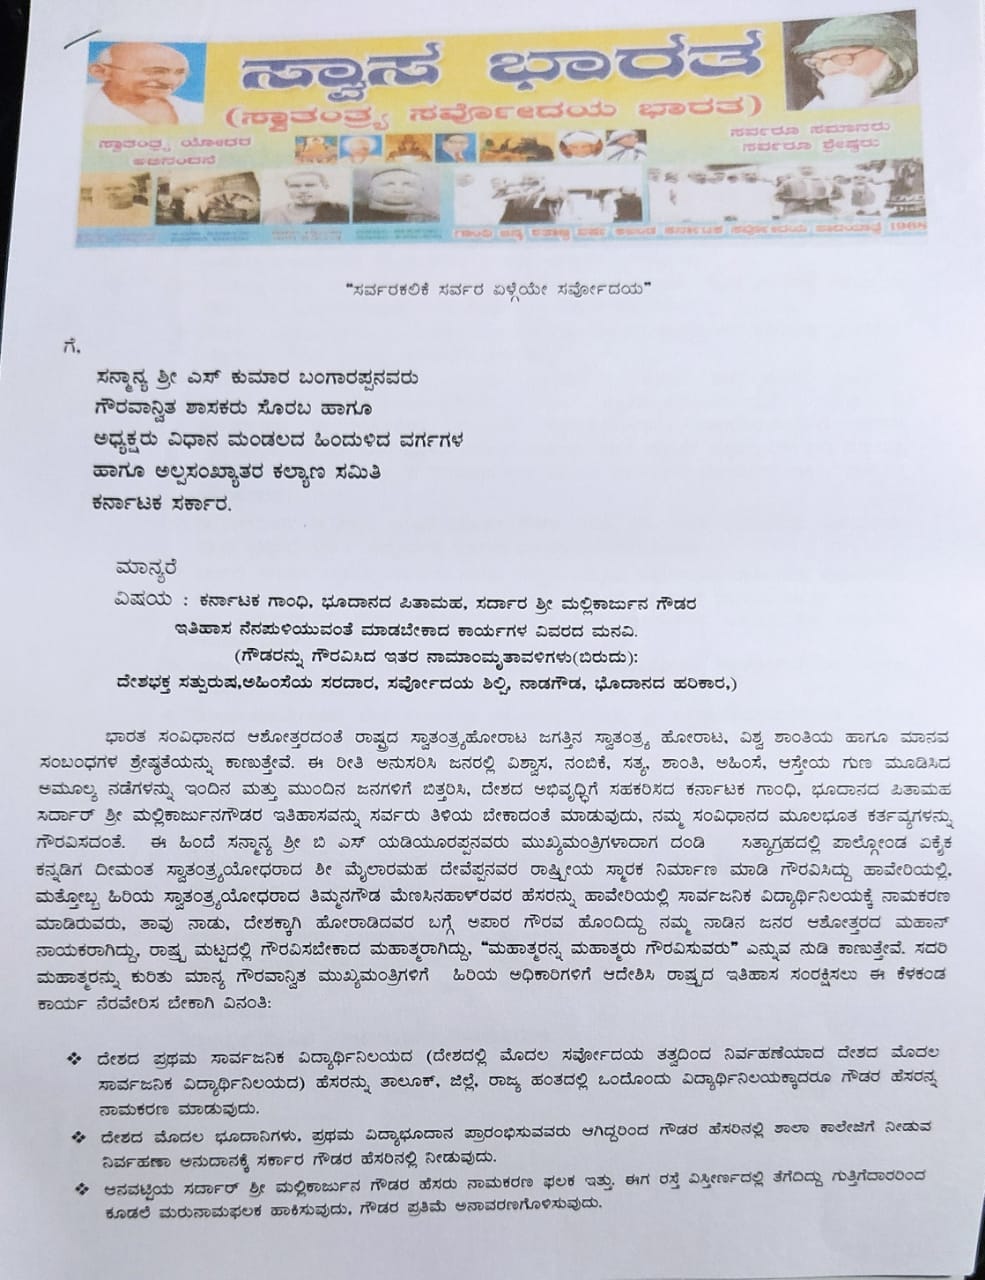 ಸ್ವಾಸ ಭಾರತ
(ಸ್ವಾತಂತ್ರ್ಯ ಸರ್ವೋದಯ ಭಾರತ)
ಸ್ವಾತಂತ್ರ್ಯ ಯೋಧರ
ಅಭಿನಂದನೆ
ಸರ್ವರೂ ಸಮಾನರು
ಸರ್ವರೂ ಶ್ರೇಷ್ಠರು
ಗಾಂಧಿ ಜನ್ಮ ಶತಾಬ್ಧಿ ವರ್ಷ ಅಖಂಡ ಕರ್ನಾಟಕ ಸರ್ವೋದಯ ಪಾದಯಾತ್ರೆ 1968
"ಸರ್ವರಕಲಿಕೆ ಸರ್ವರ ಏಳ್ಗೆಯೇ ಸರ್ವೋದಯ"
ಗೆ,
ಸನ್ಮಾನ್ಯ ಶ್ರೀ ಎಸ್ ಕುಮಾರ ಬಂಗಾರಪ್ಪನವರು
ಗೌರವಾನ್ವಿತ ಶಾಸಕರು ಸೊರಬ ಹಾಗೂ
ಅಧ್ಯಕ್ಷರು ವಿಧಾನ ಮಂಡಲದ ಹಿಂದುಳಿದ ವರ್ಗಗಳ
ಹಾಗೂ ಅಲ್ಪಸಂಖ್ಯಾತರ ಕಲ್ಯಾಣ ಸಮಿತಿ
ಕರ್ನಾಟಕ ಸರ್ಕಾರ.
ಮಾನ್ಯರೆ
ವಿಷಯ : ಕರ್ನಾಟಕ ಗಾಂಧಿ, ಭೂದಾನದ ಪಿತಾಮಹ, ಸರ್ದಾರ ಶ್ರೀ ಮಲ್ಲಿಕಾರ್ಜುನ ಗೌಡರ
ಇತಿಹಾಸ ನೆನಪುಳಿಯುವಂತೆ ಮಾಡಬೇಕಾದ ಕಾರ್ಯಗಳ ವಿವರದ ಮನವಿ.
(ಗೌಡರನ್ನು ಗೌರವಿಸಿದ ಇತರ ನಾಮಾಂಮೃತಾವಳಿಗಳು(ಬಿರುದು):
ದೇಶಭಕ್ತ ಸತ್ಪುರುಷ,ಅಹಿಂಸೆಯ ಸರದಾರ, ಸರ್ವೋದಯ ಶಿಲ್ಪಿ, ನಾಡಗೌಡ, ಭೂದಾನದ ಹರಿಕಾರ,)
ಭಾರತ ಸಂವಿಧಾನದ ಆಶೋತ್ತರದಂತೆ ರಾಷ್ಟ್ರದ ಸ್ವಾತಂತ್ರ್ಯಹೋರಾಟ ಜಗತ್ತಿನ ಸ್ವಾತಂತ್ರ್ಯ ಹೋರಾಟ, ವಿಶ್ವ ಶಾಂತಿಯ ಹಾಗೂ ಮಾನವ
ಸಂಬಂಧಗಳ ಶ್ರೇಷ್ಠತೆಯನ್ನು ಕಾಣುತ್ತೇವೆ. ಈ ರೀತಿ ಅನುಸರಿಸಿ ಜನರಲ್ಲಿ ವಿಶ್ವಾಸ, ನಂಬಿಕೆ, ಸತ್ಯ, ಶಾಂತಿ, ಅಹಿಂಸೆ, ಆಸ್ತೇಯ ಗುಣ ಮೂಡಿಸಿದ
ಅಮೂಲ್ಯ ನಡೆಗಳನ್ನು ಇಂದಿನ ಮತ್ತು ಮುಂದಿನ ಜನಗಳಿಗೆ ಬಿತ್ತರಿಸಿ, ದೇಶದ ಅಭಿವೃದ್ಧಿಗೆ ಸಹಕರಿಸಿದ ಕರ್ನಾಟಕ ಗಾಂಧಿ, ಭೂದಾನದ ಪಿತಾಮಹ
ಸರ್ದಾರ್ ಶ್ರೀ ಮಲ್ಲಿಕಾರ್ಜುನಗೌಡರ ಇತಿಹಾಸವನ್ನು ಸರ್ವರು ತಿಳಿಯ ಬೇಕಾದಂತೆ ಮಾಡುವುದು, ನಮ್ಮ ಸಂವಿಧಾನದ ಮೂಲಭೂತ ಕರ್ತವ್ಯಗಳನ್ನು
ಗೌರವಿಸದಂತೆ. ಈ ಹಿಂದೆ ಸನ್ಮಾನ್ಯ ಶ್ರೀ ಬಿ ಎಸ್ ಯಡಿಯೂರಪ್ಪನವರು ಮುಖ್ಯಮಂತ್ರಿಗಳಾದಾಗ ದಂಡಿ ಸತ್ಯಾಗ್ರಹದಲ್ಲಿ ಪಾಲ್ಗೋಂಡ ಏಕೈಕ
ಕನ್ನಡಿಗ ದೀಮಂತ ಸ್ವಾತಂತ್ರ್ಯಯೋಧರಾದ ಶ್ರೀ ಮೈಲಾರಮಹ ದೇವೆಪ್ಪನವರ ರಾಷ್ಟ್ರೀಯ ಸ್ಮಾರಕ ನಿರ್ಮಾಣ ಮಾಡಿ ಗೌರವಿಸಿದ್ದು ಹಾವೇರಿಯಲ್ಲಿ,
ಮತ್ತೋಬ್ಬ ಹಿರಿಯ ಸ್ವಾತಂತ್ರ್ಯಯೋಧರಾದ ತಿಮ್ಮನಗೌಡ ಮೆಣಸಿನಹಾಳ್‌ರವರ ಹೆಸರನ್ನು ಹಾವೇರಿಯಲ್ಲಿ ಸಾರ್ವಜನಿಕ ವಿದ್ಯಾರ್ಥಿನಿಲಯಕ್ಕೆ ನಾಮಕರಣ
ಮಾಡಿರುವರು, ತಾವು ನಾಡು, ದೇಶಕ್ಕಾಗಿ ಹೋರಾಡಿದವರ ಬಗ್ಗೆ ಅಪಾರ ಗೌರವ ಹೊಂದಿದ್ದು ನಮ್ಮ ನಾಡಿನ ಜನರ ಆಶೋತ್ತರದ ಮಹಾನ್
ನಾಯಕರಾಗಿದ್ದು, ರಾಷ್ಟ್ರ ಮಟ್ಟದಲ್ಲಿ ಗೌರವಿಸಬೇಕಾದ ಮಹಾತ್ಮರಾಗಿದ್ದು, "ಮಹಾತ್ಮರನ್ನ ಮಹಾತ್ಮರು ಗೌರವಿಸುವರು" ಎನ್ನುವ ನುಡಿ ಕಾಣುತ್ತೇವೆ. ಸದರಿ
ಮಹಾತ್ಮರನ್ನು ಕುರಿತು ಮಾನ್ಯ ಗೌರವಾನ್ವಿತ ಮುಖ್ಯಮಂತ್ರಿಗಳಿಗೆ ಹಿರಿಯ ಅಧಿಕಾರಿಗಳಿಗೆ ಆದೇಶಿಸಿ ರಾಷ್ಟ್ರದ ಇತಿಹಾಸ ಸಂರಕ್ಷಿಸಲು ಈ ಕೆಳಕಂಡ
ಕಾರ್ಯ ನೆರವೇರಿಸ ಬೇಕಾಗಿ ವಿನಂತಿ:
❖ ದೇಶದ ಪ್ರಥಮ ಸಾರ್ವಜನಿಕ ವಿದ್ಯಾರ್ಥಿನಿಲಯದ (ದೇಶದಲ್ಲಿ ಮೊದಲ ಸರ್ವೋದಯ ತತ್ವದಿಂದ ನಿರ್ವಹಣೆಯಾದ ದೇಶದ ಮೊದಲ
ಸಾರ್ವಜನಿಕ ವಿದ್ಯಾರ್ಥಿನಿಲಯದ) ಹೆಸರನ್ನು ತಾಲೂಕ್, ಜಿಲ್ಲೆ, ರಾಜ್ಯ ಹಂತದಲ್ಲಿ ಒಂದೊಂದು ವಿದ್ಯಾರ್ಥಿನಿಲಯಕ್ಕಾದರೂ ಗೌಡರ ಹೆಸರನ್ನ
ನಾಮಕರಣ ಮಾಡುವುದು.
❖ ದೇಶದ ಮೊದಲ ಭೂದಾನಿಗಳು, ಪ್ರಥಮ ವಿದ್ಯಾಭೂದಾನ ಪ್ರಾರಂಭಿಸುವವರು ಆಗಿದ್ದರಿಂದ ಗೌಡರ ಹೆಸರಿನಲ್ಲಿ ಶಾಲಾ ಕಾಲೇಜಿಗೆ ನೀಡುವ
ನಿರ್ವಹಣಾ ಅನುದಾನಕ್ಕೆ ಸರ್ಕಾರ ಗೌಡರ ಹೆಸರಿನಲ್ಲಿ ನೀಡುವುದು.
❖ ಆನವಟ್ಟಿಯ ಸರ್ದಾರ್ ಶ್ರೀ ಮಲ್ಲಿಕಾರ್ಜುನ ಗೌಡರ ಹೆಸರು ನಾಮಕರಣ ಫಲಕ ಇತ್ತು. ಈಗ ರಸ್ತೆ ವಿಸ್ತೀರ್ಣದಲ್ಲಿ ತೆಗೆದಿದ್ದು ಗುತ್ತಿಗೆದಾರರಿಂದ
ಕೂಡಲೆ ಮರುನಾಮಫಲಕ ಹಾಕಿಸುವುದು, ಗೌಡರ ಪ್ರತಿಮೆ ಅನಾವರಣಗೊಳಿಸುವುದು.